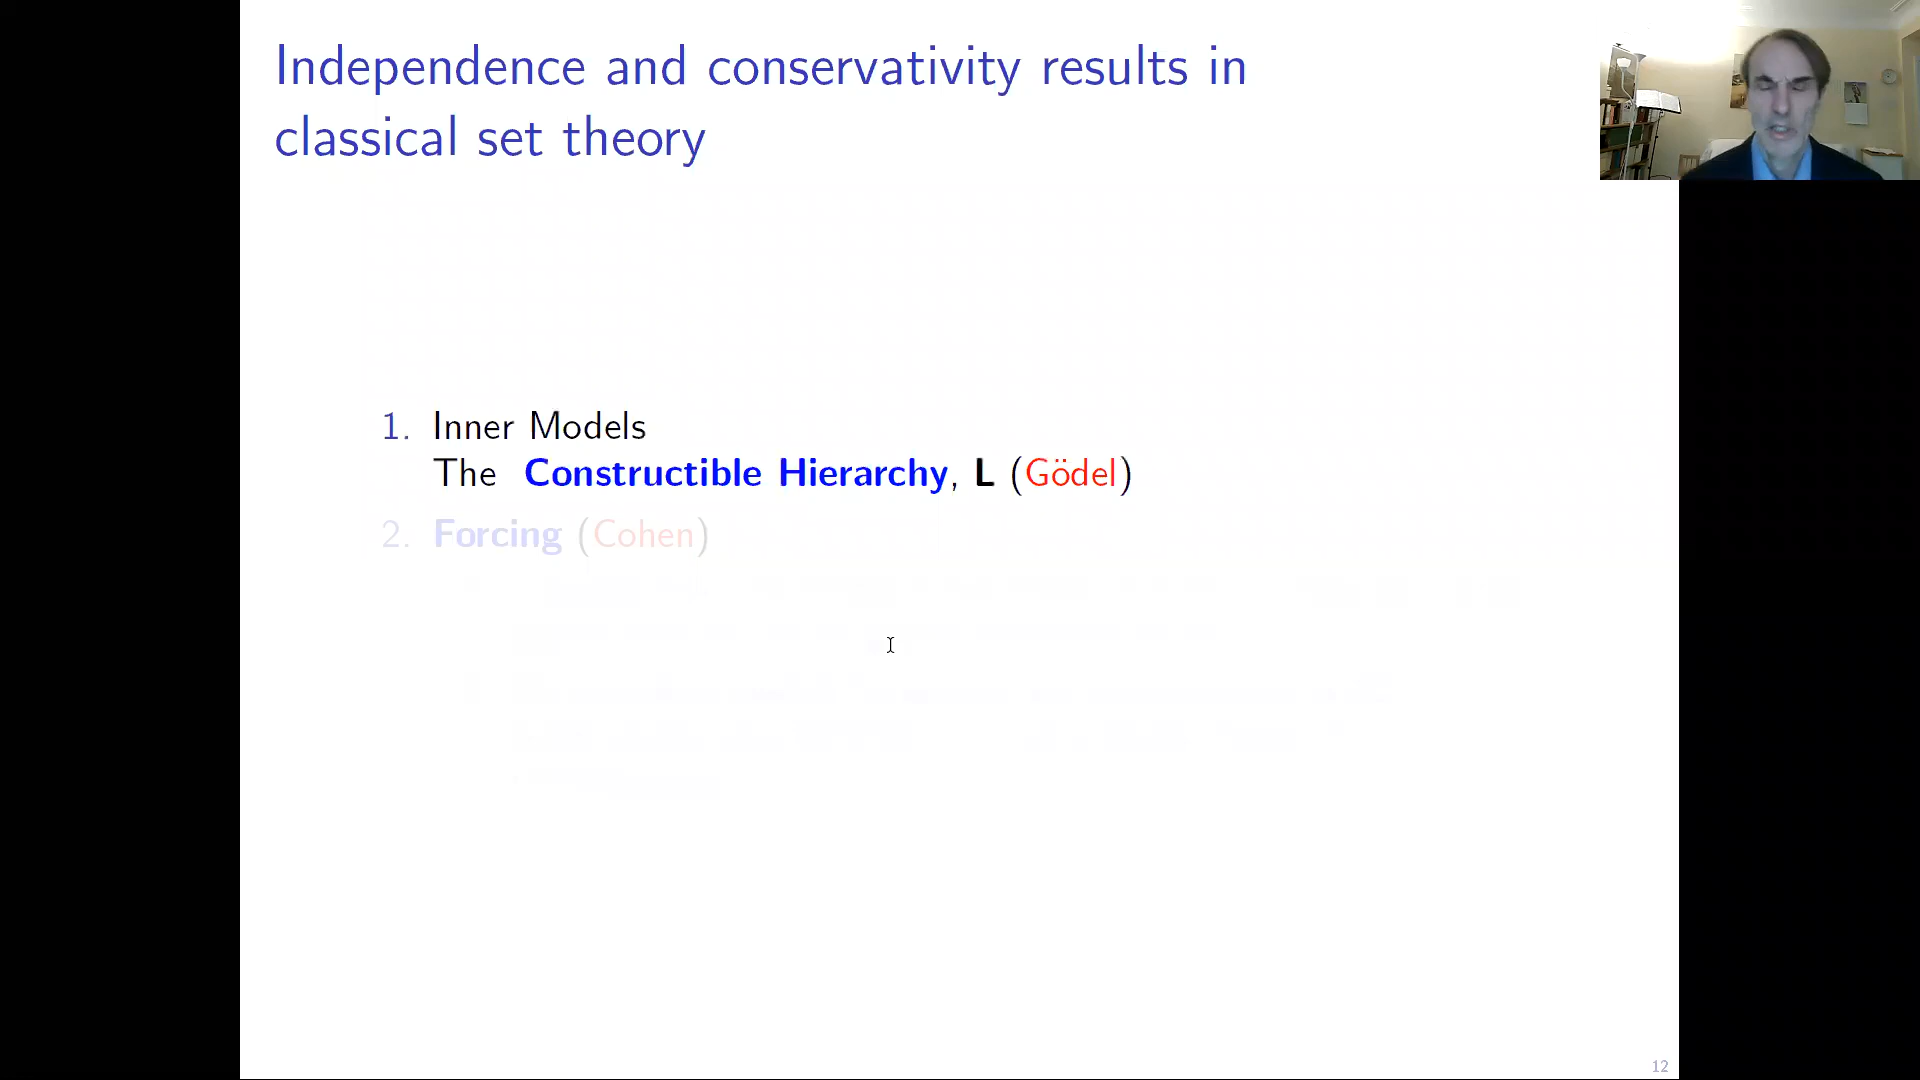 Independence and conservativity results in
classical set theory
1. Inner Models
The Constructible Hierarchy, L (Gödel)
2. Forcing (Cohen)
12